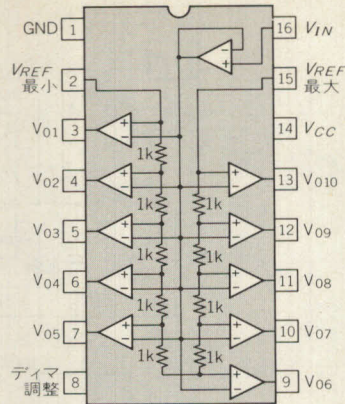 GND 1
VREF
最小
2
V01 3
V02 4
V03 5
V04 6
V05 7
ディマ
調整
8
16 VIN
15 VREF
最大
14 VCC
13 V010
12 V09
11 V08
10 V07
9 V06
1k
1k
1k
1k
1k
1k
1k
1k
1k